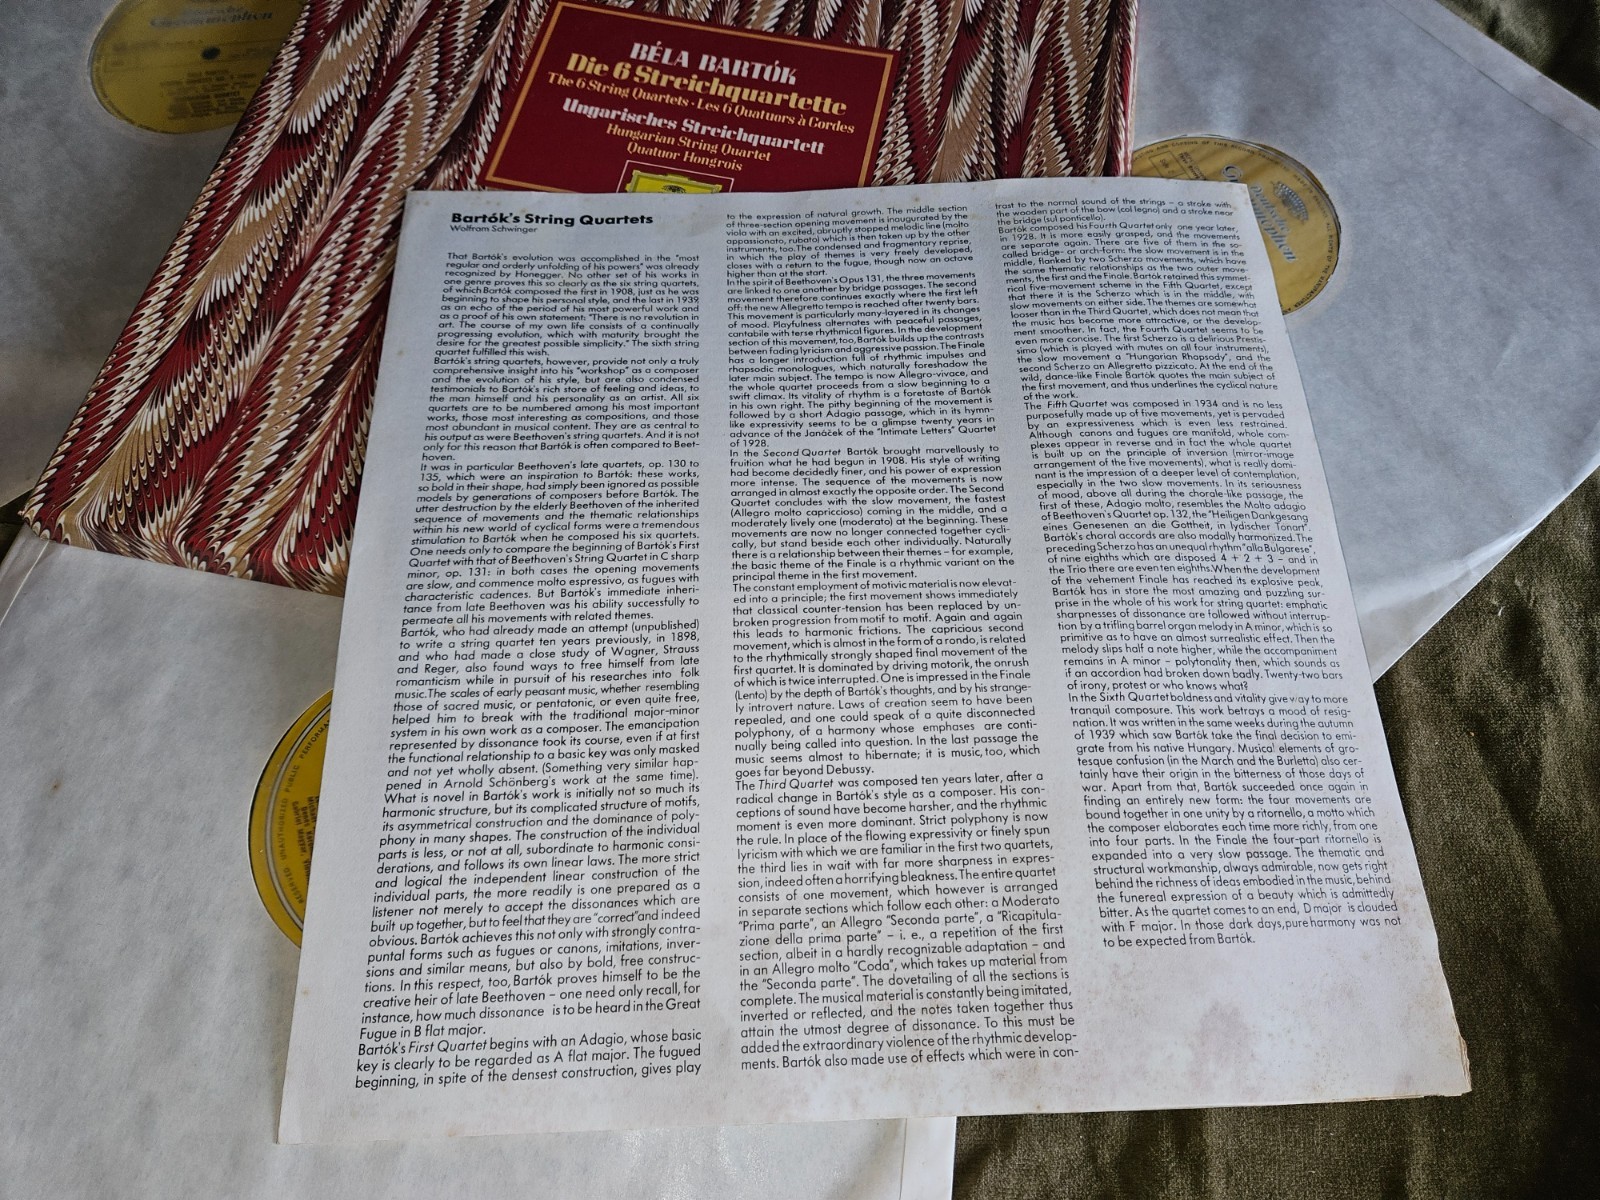 BÉLA BARTÓK
Die 6 Streichquartette
The 6 String Quartets · Les 6 Quatuors à Cordes
Ungarisches Streichquartett
Hungarian String Quartet
Quatuor Hongrois
Bartók's String Quartets
Wolfram Schwinger
That Bartók's evolution was accomplished in the "most
regular and orderly unfolding of his powers" was already
recognized by Honegger. No other set of his works in
one genre proves this so clearly as the six string quartets,
of which Bartók composed the first in 1908, just as he was
beginning to shape his personal style, and the last in 1939
as an echo of the period of his most powerful work and
as a proof of his own statement: "There is no revolution in
art. The course of my own life consists of a continually
progressing evolution, which with maturity brought the
desire for the greatest possible simplicity." The sixth string
quartet fulfilled this wish.
Bartók's string quartets, however, provide not only a truly
comprehensive insight into his "workshop" as a composer
and the evolution of his style, but are also condensed
testimonials to Bartók's rich store of feeling and ideas, to
the man himself and his personality as an artist. All six
quartets are to be numbered among his most important
works, those most interesting as compositions, and those
most abundant in musical content. They are as central to
his output as were Beethoven's string quartets. And it is not
only for this reason that Bartók is often compared to Beet-
hoven.
It was in particular Beethoven's late quartets, op. 130 to
135, which were an inspiration to Bartók: these works,
so bold in their shape, had simply been ignored as possible
models by generations of composers before Bartók. The
utter destruction by the elderly Beethoven of the inherited
sequence of movements and the thematic relationships
within his new world of cyclical forms were a tremendous
stimulation to Bartók when he composed his six quartets.
One needs only to compare the beginning of Bartók's First
Quartet with that of Beethoven's String Quartet in C sharp
minor, op. 131: in both cases the opening movements
are slow, and commence molto espressivo, as fugues with
characteristic cadences. But Bartók's immediate inheri-
tance from late Beethoven was his ability successfully to
permeate all his movements with related themes.
Bartók, who had already made an attempt (unpublished)
to write a string quartet ten years previously, in 1898,
and who had made a close study of Wagner, Strauss
and Reger, also found ways to free himself from late
romanticism while in pursuit of his researches into folk
music. The scales of early peasant music, whether resembling
those of sacred music, or pentatonic, or even quite free,
helped him to break with the traditional major-minor
system in his own work as a composer. The emancipation
represented by dissonance took its course, even if at first
the functional relationship to a basic key was only masked
and not yet wholly absent. (Something very similar hap-
pened in Arnold Schönberg's work at the same time).
What is novel in Bartók's work is initially not so much its
harmonic structure, but its complicated structure of motifs,
its asymmetrical construction and the dominance of poly-
phony in many shapes. The construction of the individual
parts is less, or not at all, subordinate to harmonic consi-
derations, and follows its own linear laws. The more strict
and logical the independent linear construction of the
individual parts, the more readily is one prepared as a
listener not merely to accept the dissonances which are
built up together, but to feel that they are "correct" and indeed
obvious. Bartók achieves this not only with strongly contra-
puntal forms such as fugues or canons, imitations, inver-
sions and similar means, but also by bold, free construc-
tions. In this respect, too, Bartók proves himself to be the
creative heir of late Beethoven – one need only recall, for
instance, how much dissonance is to be heard in the Great
Fugue in B flat major.
Bartók's First Quartet begins with an Adagio, whose basic
key is clearly to be regarded as A flat major. The fugued
beginning, in spite of the densest construction, gives play
to the expression of natural growth. The middle section
of three-section opening movement is inaugurated by the
viola with an excited, abruptly stopped melodic line (molto
appassionato, rubato) which is then taken up by the other
instruments, too. The condensed and fragmentary reprise,
in which the play of themes is very freely developed,
closes with a return to the fugue, though now an octave
higher than at the start.
In the spirit of Beethoven's Opus 131, the three movements
are linked to one another by bridge passages. The second
movement therefore continues exactly where the first left
off: the new Allegretto tempo is reached after twenty bars.
This movement is particularly many-layered in its changes
of mood. Playfulness alternates with peaceful passages,
cantabile with terse rhythmical figures. In the development
section of this movement, too, Bartók builds up the contrasts
between fading lyricism and aggressive passion. The Finale
has a longer introduction full of rhythmic impulses and
rhapsodic monologues, which naturally foreshadow the
later main subject. The tempo is now Allegro-vivace, and
the whole quartet proceeds from a slow beginning to a
swift climax. Its vitality of rhythm is a foretaste of Bartók
in his own right. The pithy beginning of the movement is
followed by a short Adagio passage, which in its hymn-
like expressivity seems to be a glimpse twenty years in
advance of the Janáček of the "Intimate Letters" Quartet
of 1928.
In the Second Quartet Bartók brought marvellously to
fruition what he had begun in 1908. His style of writing
had become decidedly finer, and his power of expression
more intense. The sequence of the movements is now
arranged in almost exactly the opposite order. The Second
Quartet concludes with the slow movement, the fastest
(Allegro molto capriccioso) coming in the middle, and a
moderately lively one (moderato) at the beginning. These
movements are now no longer connected together cycli-
cally, but stand beside each other individually. Naturally
there is a relationship between their themes – for example,
the basic theme of the Finale is a rhythmic variant on the
principal theme in the first movement.
The constant employment of motivic material is now elevat-
ed into a principle; the first movement shows immediately
that classical counter-tension has been replaced by un-
broken progression from motif to motif. Again and again
this leads to harmonic frictions. The capricious second
movement, which is almost in the form of a rondo, is related
to the rhythmically strongly shaped final movement of the
first quartet. It is dominated by driving motorik, the onrush
of which is twice interrupted. One is impressed in the Finale
(Lento) by the depth of Bartók's thoughts, and by his strange-
ly introvert nature. Laws of creation seem to have been
repealed, and one could speak of a quite disconnected
polyphony, of a harmony whose emphases are conti-
nually being called into question. In the last passage the
music seems almost to hibernate; it is music, too, which
goes far beyond Debussy.
The Third Quartet was composed ten years later, after a
radical change in Bartók's style as a composer. His con-
ceptions of sound have become harsher, and the rhythmic
moment is even more dominant. Strict polyphony is now
the rule. In place of the flowing expressivity or finely spun
lyricism with which we are familiar in the first two quartets,
the third lies in wait with far more sharpness in expres-
sion, indeed often a horrifying bleakness. The entire quartet
consists of one movement, which however is arranged
in separate sections which follow each other: a Moderato
"Prima parte", an Allegro "Seconda parte", a "Ricapitula-
zione della prima parte" – i. e., a repetition of the first
section, albeit in a hardly recognizable adaptation – and
in an Allegro molto "Coda", which takes up material from
the "Seconda parte". The dovetailing of all the sections is
complete. The musical material is constantly being imitated,
inverted or reflected, and the notes taken together thus
attain the utmost degree of dissonance. To this must be
added the extraordinary violence of the rhythmic develop-
ments. Bartók also made use of effects which were in con-
trast to the normal sound of the strings – a stroke with
the wooden part of the bow (col legno) and a stroke near
the bridge (sul ponticello).
Bartók composed his Fourth Quartet only one year later,
in 1928. It is more easily grasped, and the movements
are separate again. There are five of them in the so-
called bridge- or arch-form: the slow movement is in the
middle, flanked by two Scherzo movements, which have
the same thematic relationships as the two outer move-
ments, the first and the Finale. Bartók retained this symmet-
rical five-movement scheme in the Fifth Quartet, except
that there it is the Scherzo which is in the middle, with
slow movements on either side. The themes are somewhat
looser than in the Third Quartet, which does not mean that
the music has become more attractive, or the develop-
ment smoother. In fact, the Fourth Quartet seems to be
even more concise. The first Scherzo is a delirious Prestis-
simo (which is played with mutes on all four instruments),
the slow movement a "Hungarian Rhapsody", and the
second Scherzo an Allegretto pizzicato. At the end of the
wild, dance-like Finale Bartók quotes the main subject of
the first movement, and thus underlines the cyclical nature
of the work.
The Fifth Quartet was composed in 1934 and is no less
purposefully made up of five movements, yet is pervaded
by an expressiveness which is even less restrained.
Although canons and fugues are manifold, whole com-
plexes appear in reverse and in fact the whole quartet
is built up on the principle of inversion (mirror-image
arrangement of the five movements), what is really domi-
nant is the impression of a deeper level of contemplation,
especially in the two slow movements. In its seriousness
of mood, above all during the chorale-like passage, the
first of these, Adagio molto, resembles the Molto adagio
of Beethoven's Quartet op. 132, the "Heiligen Dankgesang
eines Genesenen an die Gottheit, in lydischer Tonart".
Bartók's choral accords are also modally harmonized. The
preceding Scherzo has an unequal rhythm "alla Bulgarese",
of nine eighths which are disposed 4 + 2 + 3 – and in
the Trio there are even ten eighths. When the development
of the vehement Finale has reached its explosive peak,
Bartók has in store the most amazing and puzzling sur-
prise in the whole of his work for string quartet: emphatic
sharpnesses of dissonance are followed without interrup-
tion by a trifling barrel organ melody in A minor, which is so
primitive as to have an almost surrealistic effect. Then the
melody slips half a note higher, while the accompaniment
remains in A minor – polytonality then, which sounds as
if an accordion had broken down badly. Twenty-two bars
of irony, protest or who knows what?
In the Sixth Quartet boldness and vitality give way to more
tranquil composure. This work betrays a mood of resig-
nation. It was written in the same weeks during the autumn
of 1939 which saw Bartók take the final decision to emi-
grate from his native Hungary. Musical elements of gro-
tesque confusion (in the March and the Burletta) also cer-
tainly have their origin in the bitterness of those days of
war. Apart from that, Bartók succeeded once again in
finding an entirely new form: the four movements are
bound together in one unity by a ritornello, a motto which
the composer elaborates each time more richly, from one
into four parts. In the Finale the four-part ritornello is
expanded into a very slow passage. The thematic and
structural workmanship, always admirable, now gets right
behind the richness of ideas embodied in the music, behind
the funereal expression of a beauty which is admittedly
bitter. As the quartet comes to an end, D major is clouded
with F major. In those dark days, pure harmony was not
to be expected from Bartók.